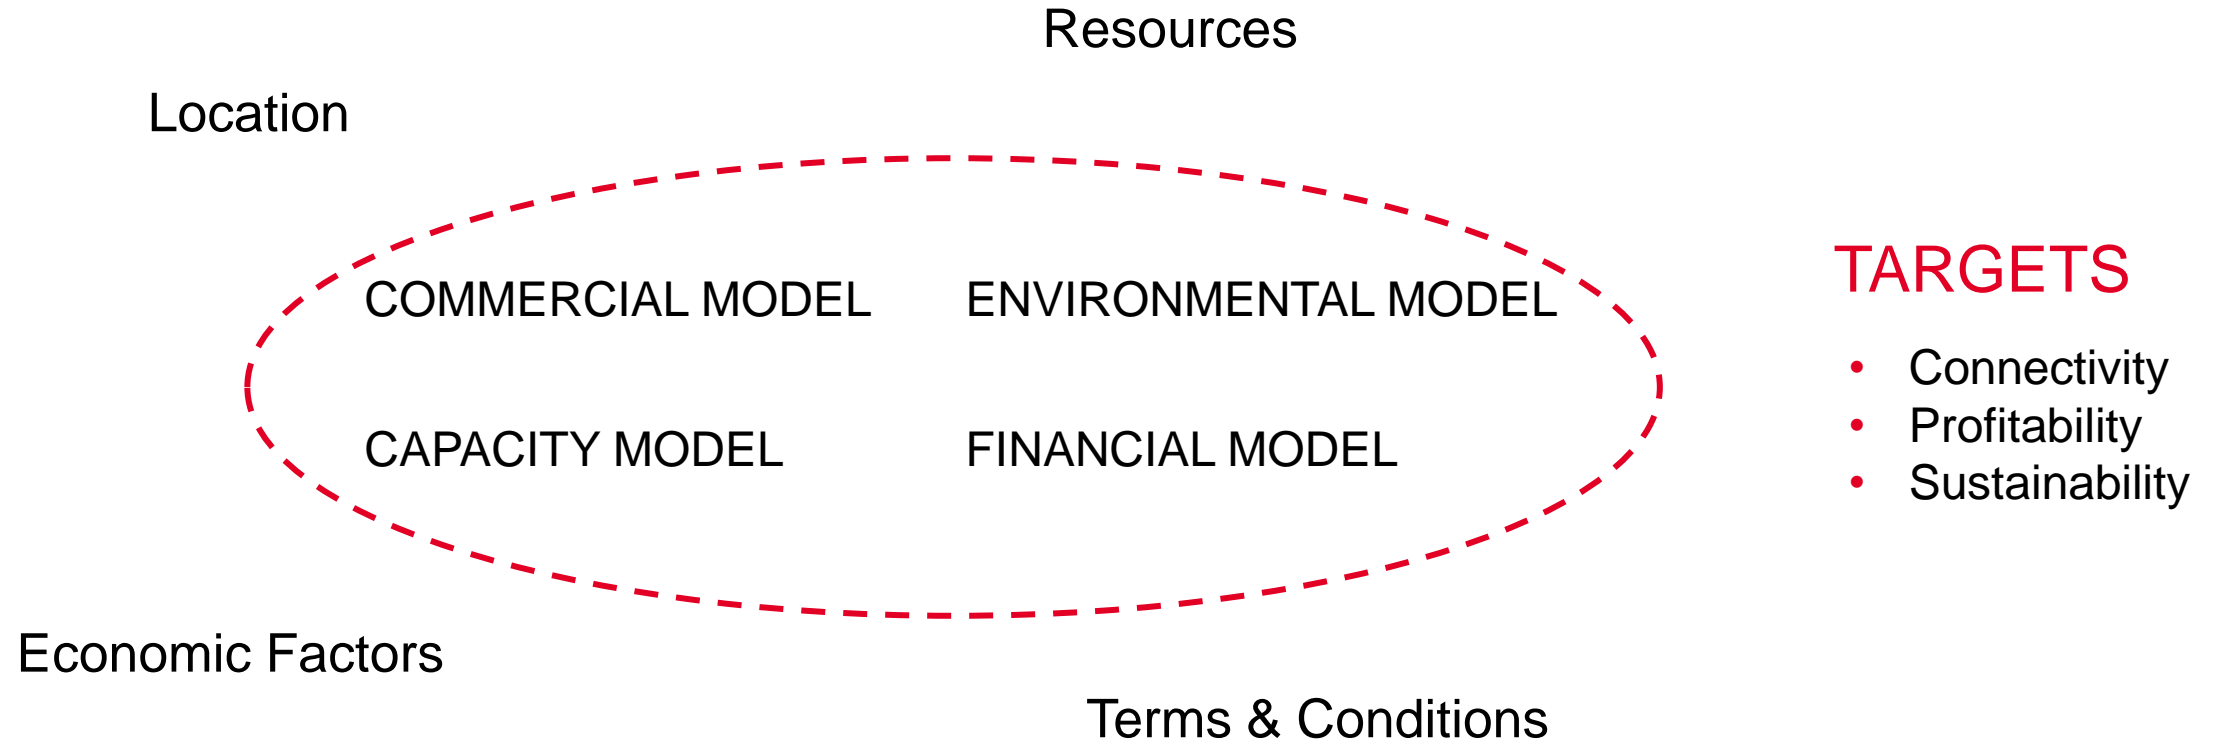 Resources
Location
COMMERCIAL MODEL
ENVIRONMENTAL MODEL
CAPACITY MODEL
FINANCIAL MODEL
TARGETS
• Connectivity
• Profitability
• Sustainability
Economic Factors
Terms & Conditions